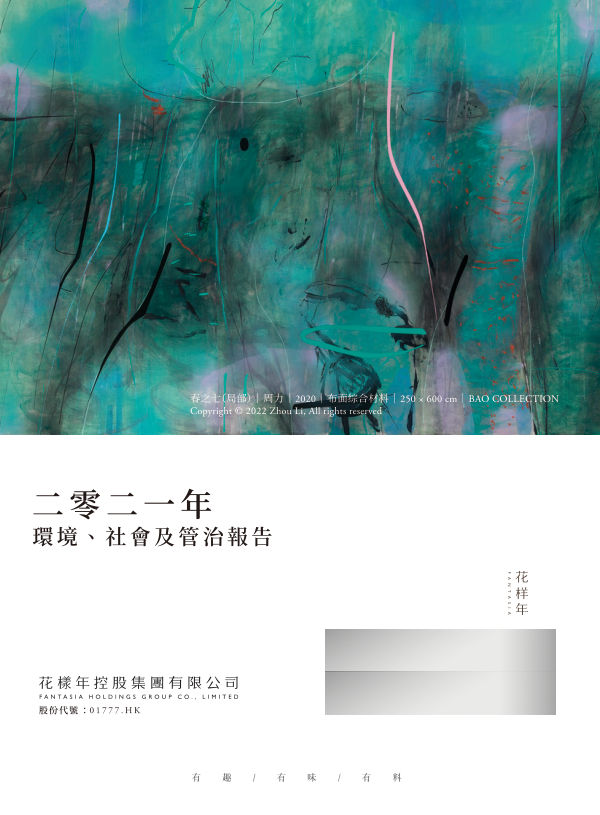 春之七(局部)｜周力｜2020｜布面綜合材料｜250 × 600 cm｜BAO COLLECTION
Copyright © 2022 Zhou Li, All rights reserved
二零二一年
環境、社會及管治報告
花样年
FANTASIA
花樣年控股集團有限公司
FANTASIA HOLDINGS GROUP CO., LIMITED
股份代號：01777.HK
有 趣 / 有 味 / 有 料